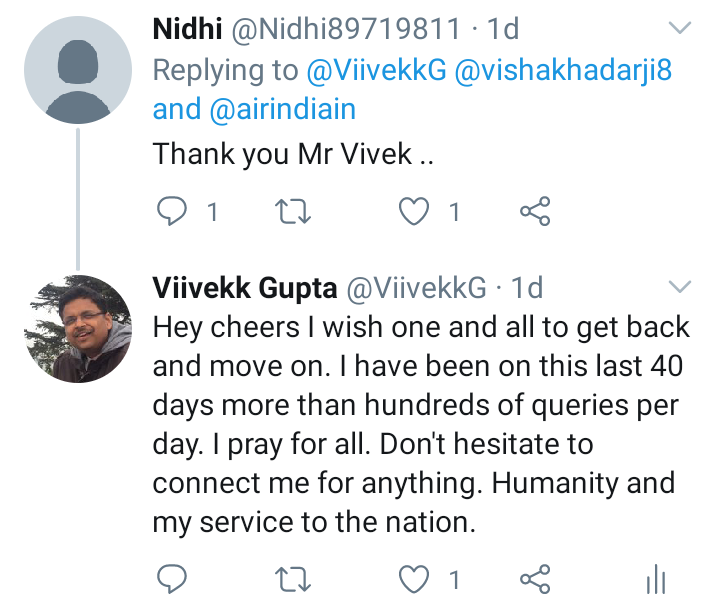 Nidhi @Nidhi89719811 · 1d
Replying to @ViivekkG @vishakhadarji8
and @airindiain
Thank you Mr Vivek ..
1 1
Viivekk Gupta @ViivekkG · 1d
Hey cheers I wish one and all to get back
and move on. I have been on this last 40
days more than hundreds of queries per
day. I pray for all. Don't hesitate to
connect me for anything. Humanity and
my service to the nation.
1